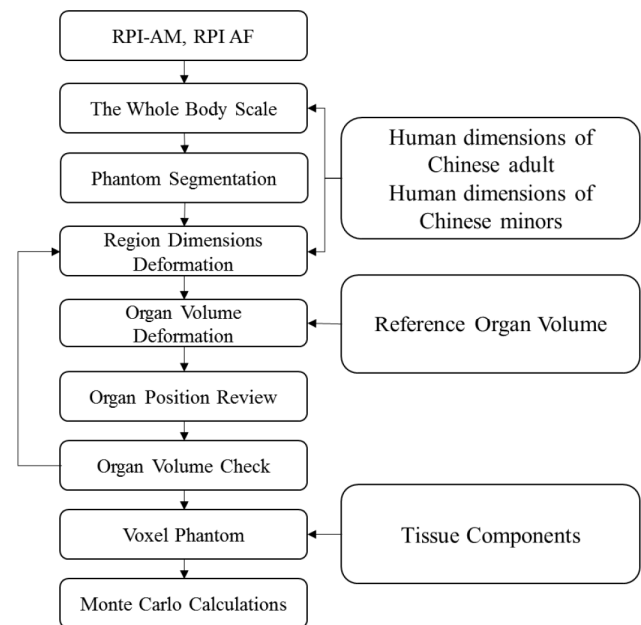 RPI-AM, RPI AF
The Whole Body Scale
Phantom Segmentation
Region Dimensions
Deformation
Organ Volume
Deformation
Organ Position Review
Organ Volume Check
Voxel Phantom
Monte Carlo Calculations
Human dimensions of
Chinese adult
Human dimensions of
Chinese minors
Reference Organ Volume
Tissue Components